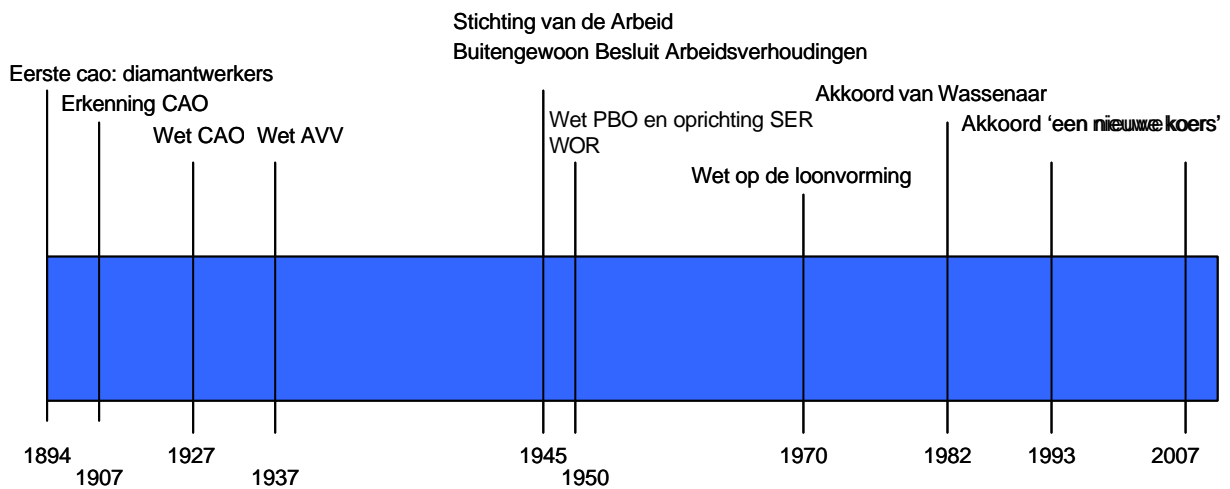 Stichting van de Arbeid
Buitengewoon Besluit Arbeidsverhoudingen
Eerste cao: diamantwerkers
Erkenning CAO
Wet CAO
Wet AVV
Wet PBO en oprichting SER
WOR
Wet op de loonvorming
Akkoord van Wassenaar
Akkoord ‘een nieuwe koers’
1894
1907
1927
1937
1945
1950
1970
1982
1993
2007